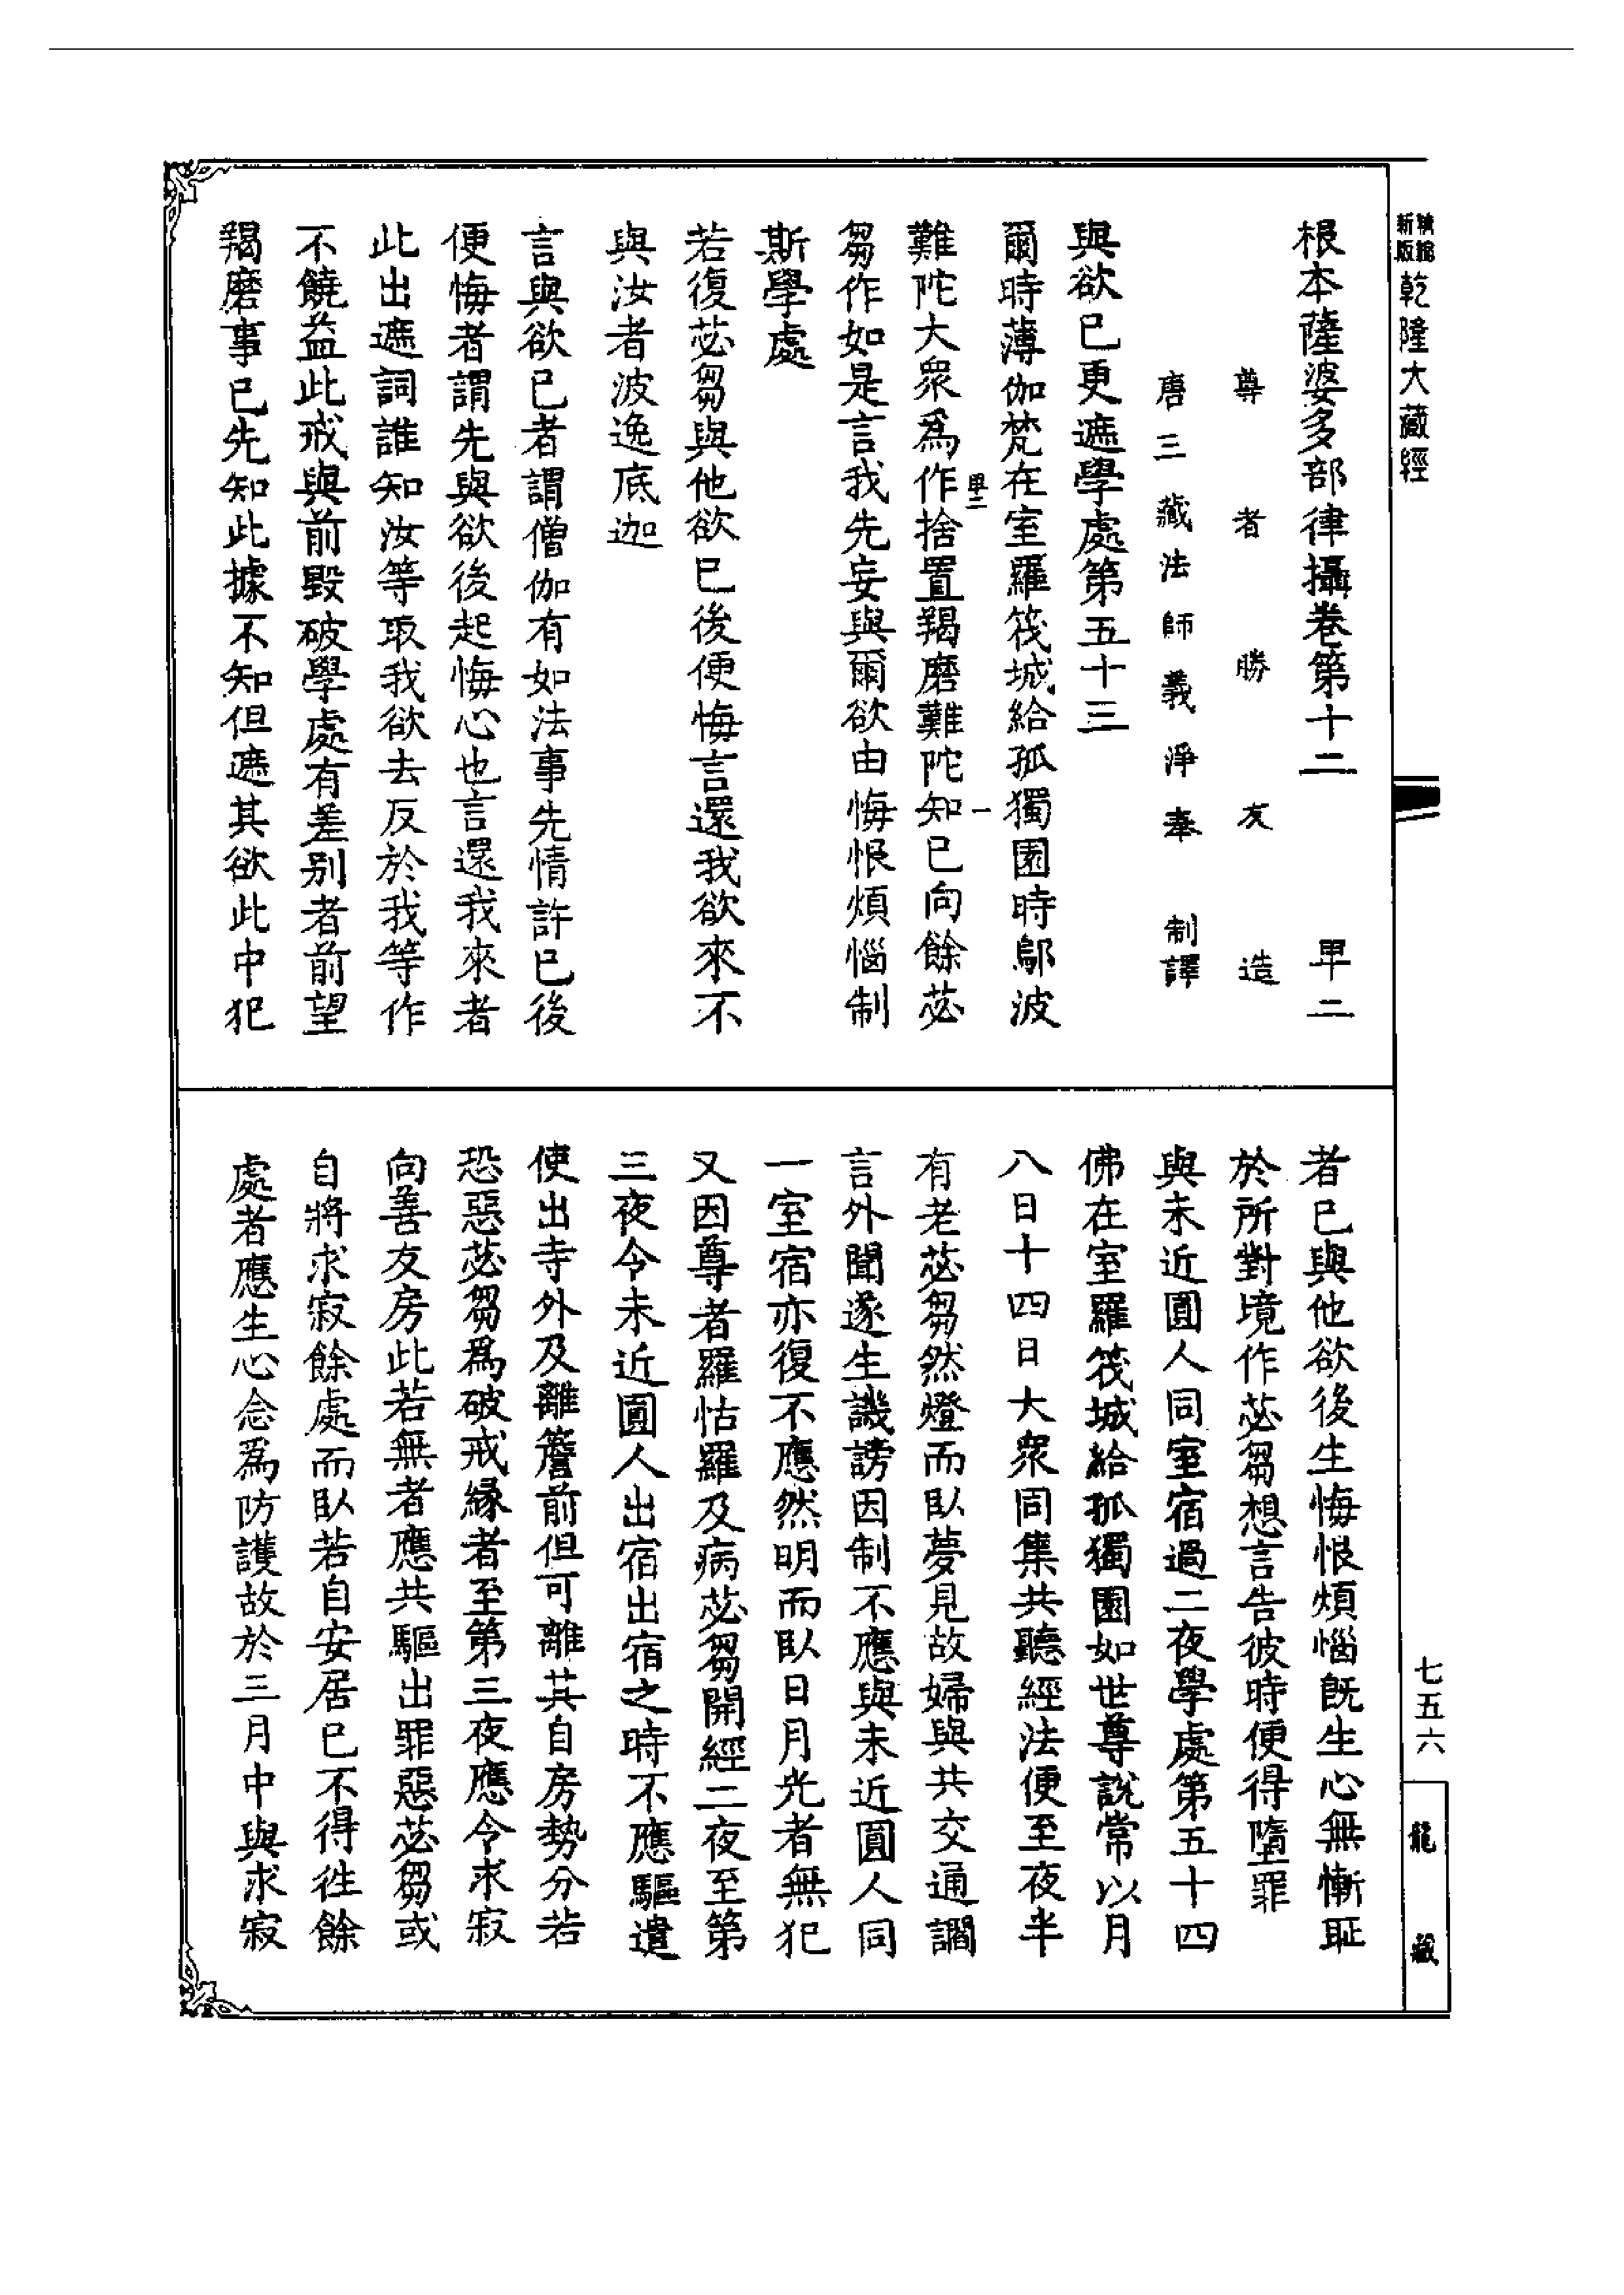 新編縮版 乾隆大藏經
根本薩婆多部律攝卷第十二 甲二
尊者勝友造
唐三藏法師義淨奉 制譯
與欲已更遮學處第五十三
爾時薄伽梵在室羅筏城給孤獨園時鄔波
難陀大衆爲作捨置羯磨難陀知已向餘苾
甲二 一
芻作如是言我先妄與爾欲由悔恨煩惱制
斯學處
若復苾芻與他欲已後便悔言還我欲來不
與汝者波逸底迦
言與欲已者謂僧伽有如法事先情許已後
便悔者謂先與欲後起悔心也言還我來者
此出遮詞誰知汝等取我欲去反於我等作
不饒益此戒與前毀破學處有差别者前望
羯磨事已先知此據不知但遮其欲此中犯
者已與他欲後生悔恨煩惱旣生心無慚耻
於所對境作苾芻想言告彼時便得墮罪
與未近圓人同室宿過二夜學處第五十四
佛在室羅筏城給孤獨園如世尊說常以月
八日十四日大衆同集共聽經法便至夜半
有老苾芻然燈而臥夢見故婦與共交通讇
言外聞遂生譏謗因制不應與未近圓人同
一室宿亦復不應然明而臥日月光者無犯
又因尊者羅怙羅及病苾芻開經二夜至第
三夜令未近圓人出宿出宿之時不應驅遣
使出寺外及離簷前但可離其自房勢分若
恐惡苾芻爲破戒緣者至第三夜應令求寂
向善友房此若無者應共驅出罪惡苾芻或
自將求寂餘處而臥若自安居已不得徃餘
處者應生心念爲防護故於三月中與求寂
七五六
龍藏